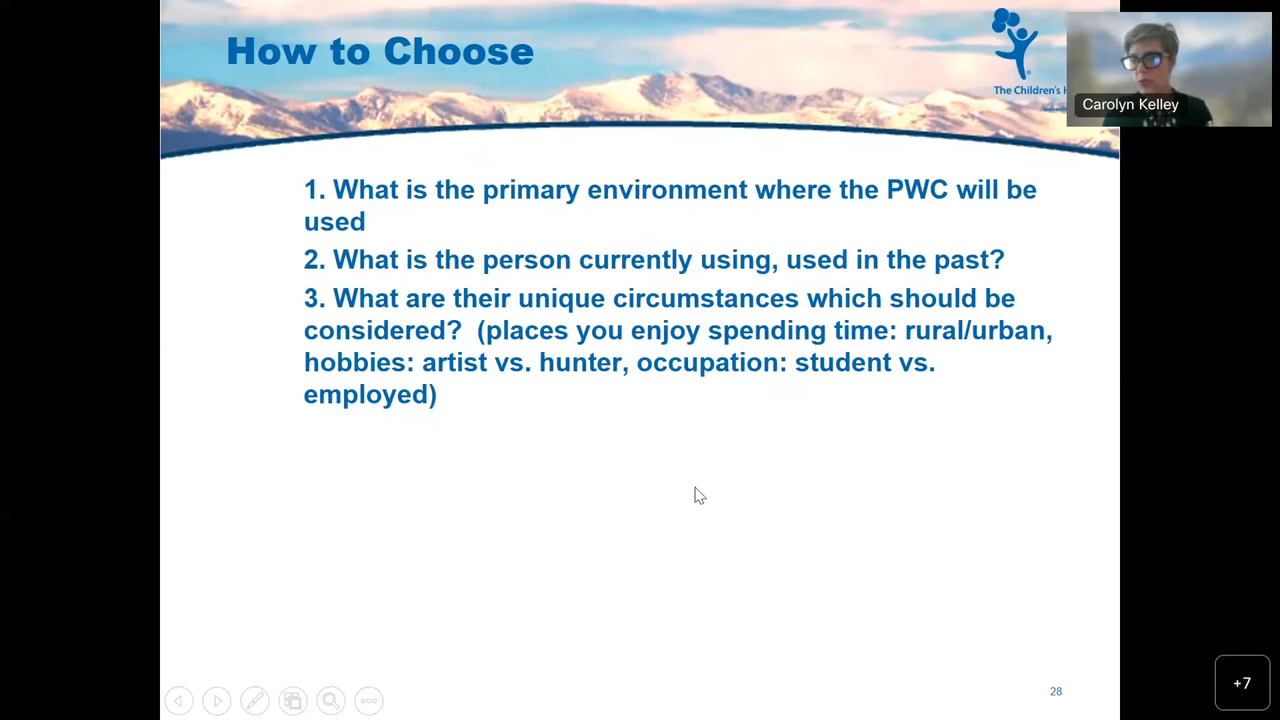 How to Choose
The Children's H
Carolyn Kelley
1. What is the primary environment where the PWC will be
used
2. What is the person currently using, used in the past?
3. What are their unique circumstances which should be
considered?  (places you enjoy spending time: rural/urban,
hobbies: artist vs. hunter, occupation: student vs.
employed)
28
+7